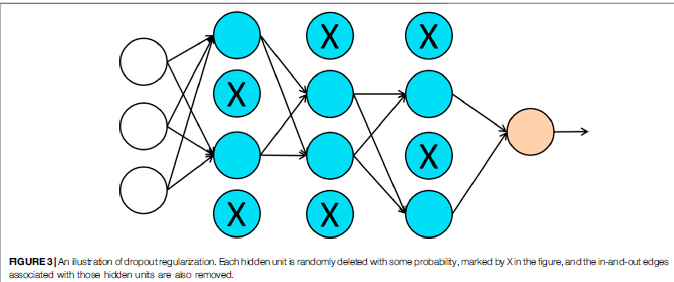 X X
X
X
X X
FIGURE 3 | An illustration of dropout regularization. Each hidden unit is randomly deleted with some probability, marked by X in the figure, and the in-and-out edges
associated with those hidden units are also removed.